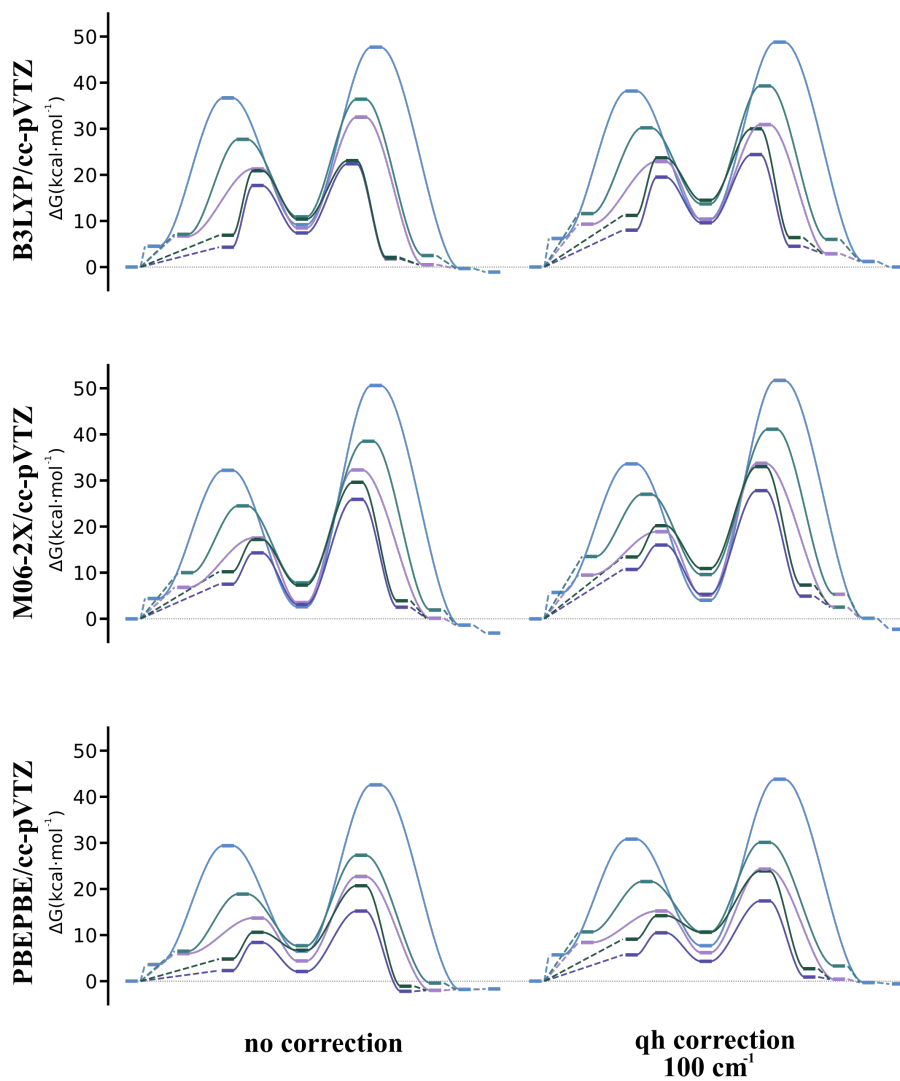 B3LYP/cc-pVTZ
ΔG(kcal·mol⁻¹)
50
40
30
20
10
0
M06-2X/cc-pVTZ
ΔG(kcal·mol⁻¹)
50
40
30
20
10
0
PBEPBE/cc-pVTZ
ΔG(kcal·mol⁻¹)
50
40
30
20
10
0
no correction
qh correction
100 cm⁻¹